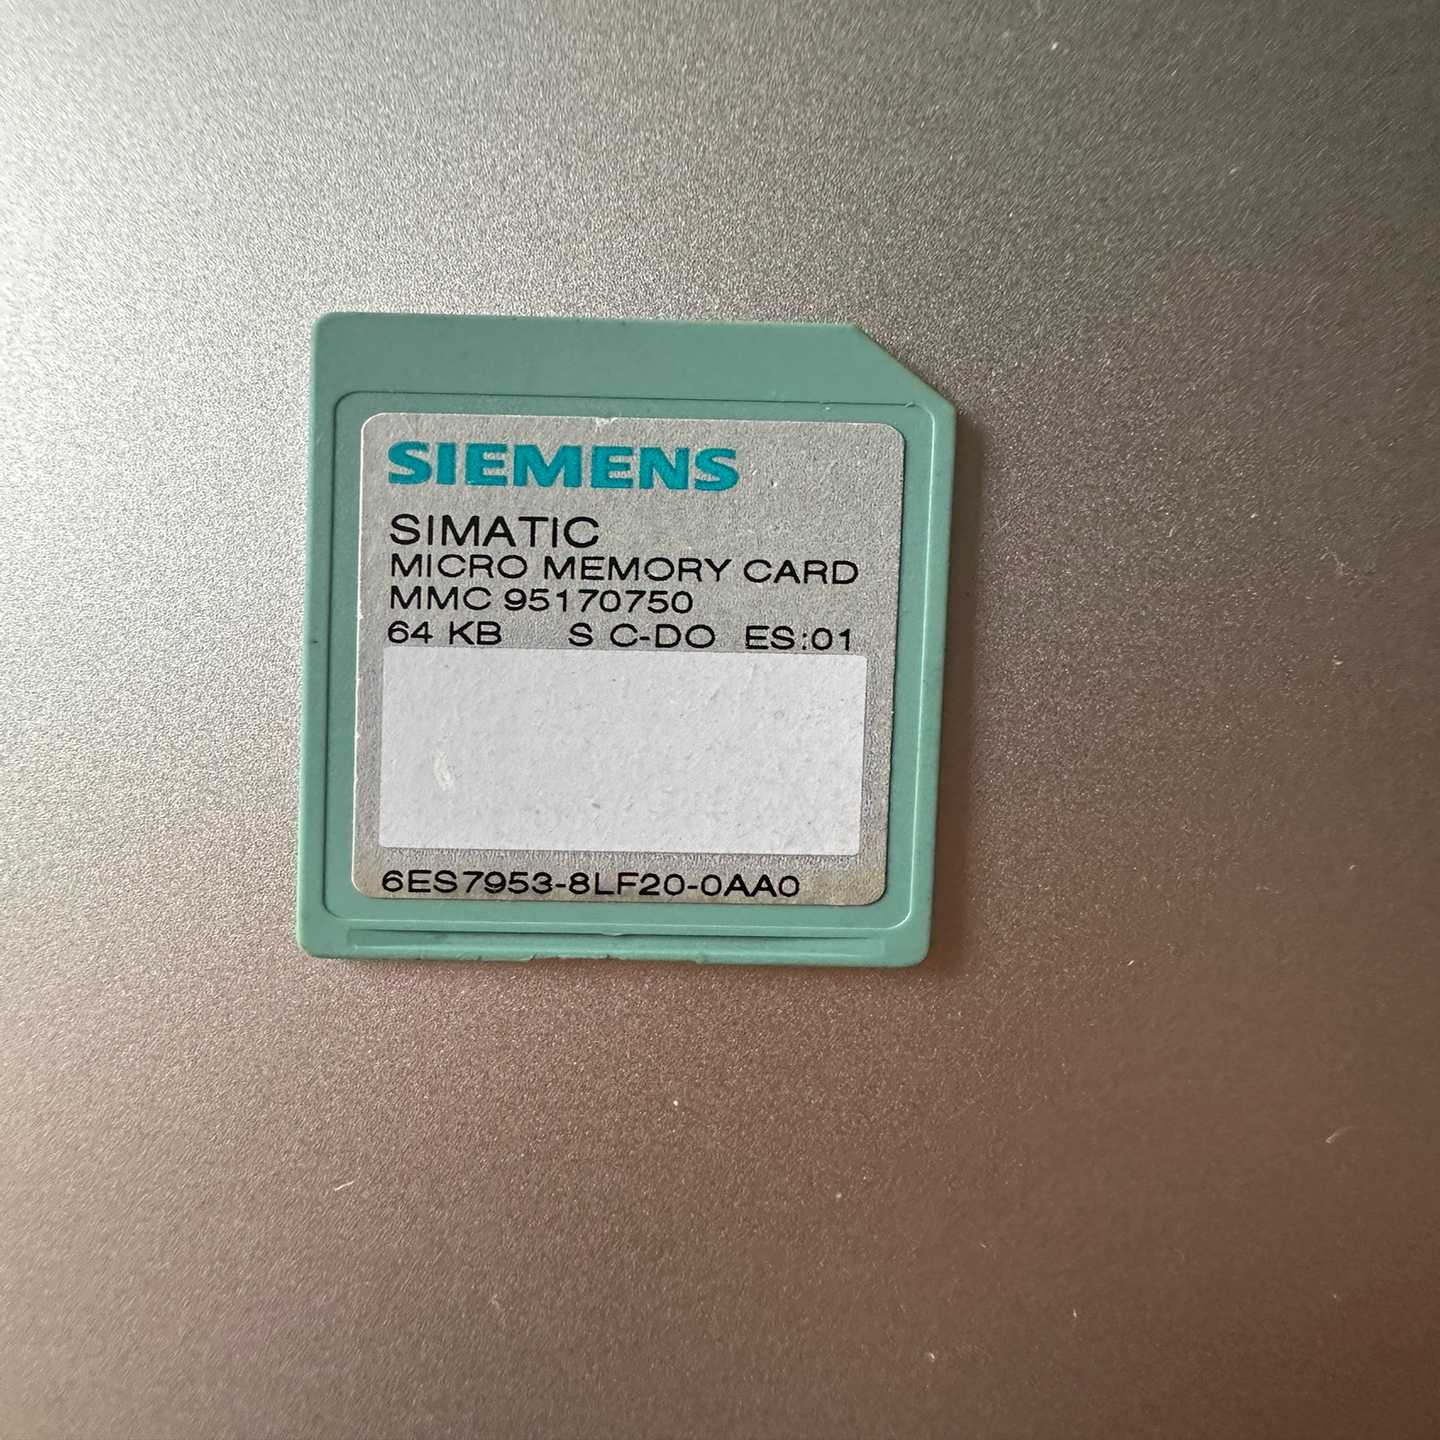 SIEMENS
SIMATIC
MICRO MEMORY CARD
MMC 95170750
64 KB S C-DO ES:01
6ES7953-8LF20-0AA0